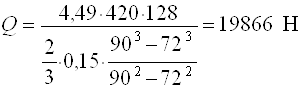 Q = 4,49·420·128 / (2/3 · 0,15 · (90³ − 72³)/(90² − 72²)) = 19866 H